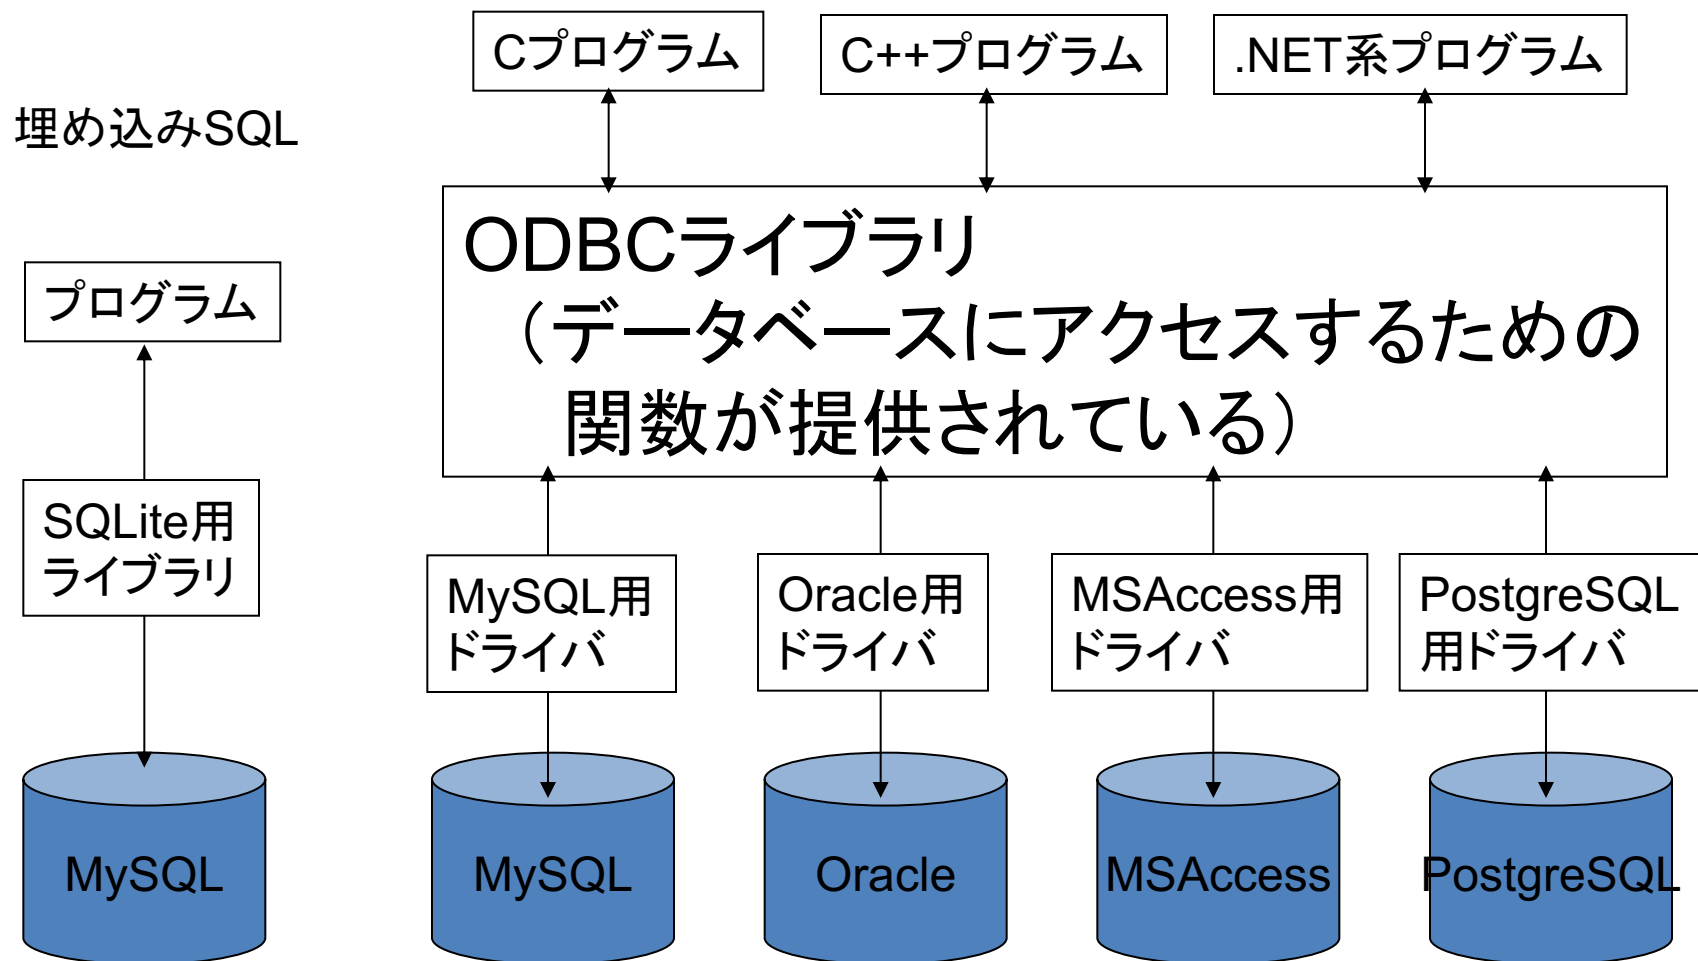 Cプログラム
C++プログラム
.NET系プログラム
埋め込みSQL
ODBCライブラリ
（データベースにアクセスするための
関数が提供されている）
プログラム
SQLite用
ライブラリ
MySQL用
ドライバ
Oracle用
ドライバ
MSAccess用
ドライバ
PostgreSQL
用ドライバ
MySQL
MySQL
Oracle
MSAccess
PostgreSQL